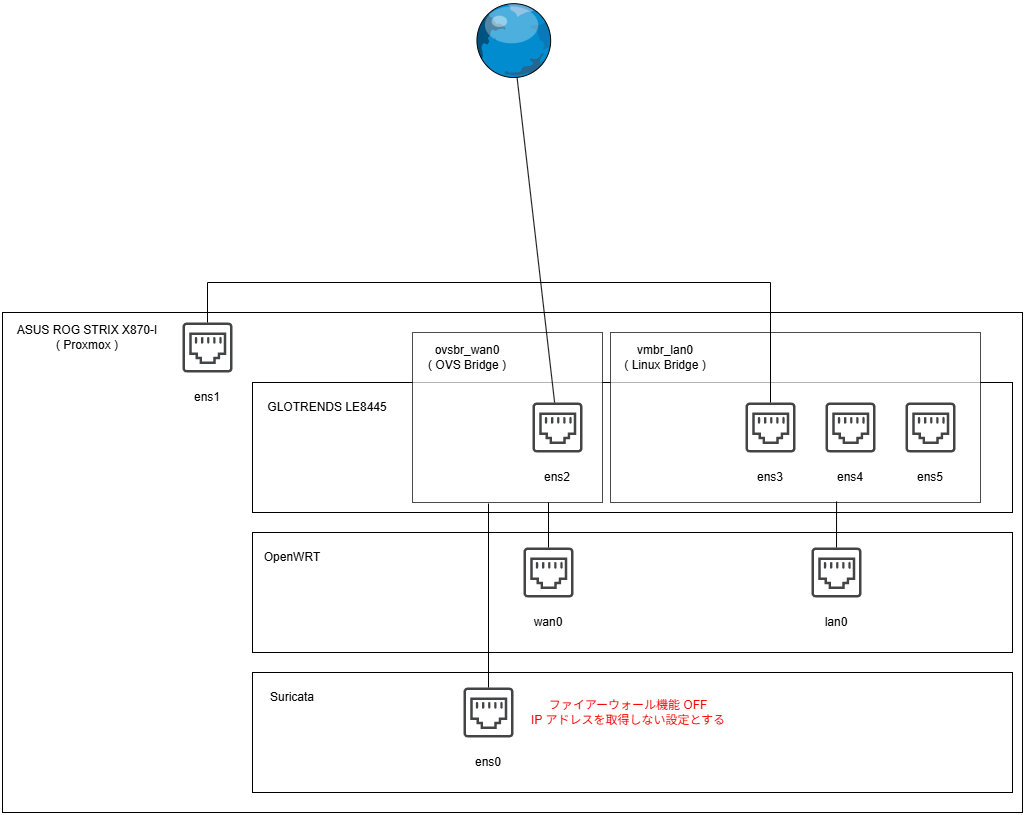 ASUS ROG STRIX X870-I
( Proxmox )
ens1
ovsbr_wan0
( OVS Bridge )
vmbr_lan0
( Linux Bridge )
GLOTRENDS LE8445
ens2
ens3
ens4
ens5
OpenWRT
wan0
lan0
Suricata
ファイアーウォール機能 OFF
IP アドレスを取得しない設定とする
ens0